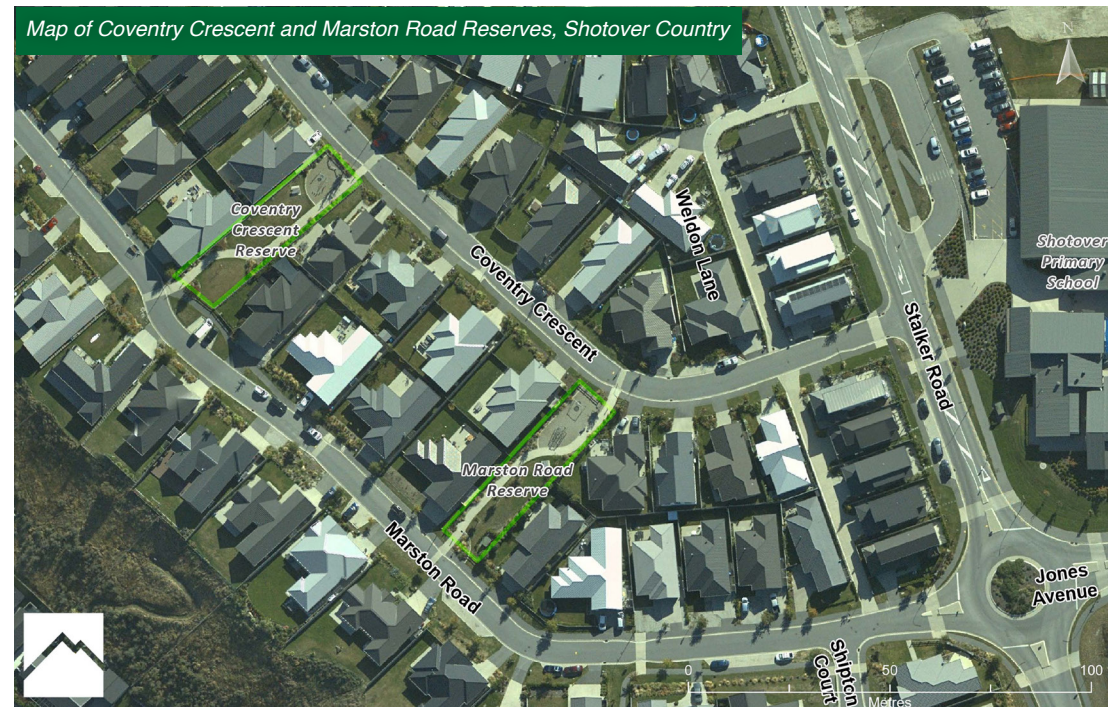 Map of Coventry Crescent and Marston Road Reserves, Shotover Country
N
Coventry
Crescent
Reserve
Weldon Lane
Shotover
Primary
School
Coventry Crescent
Stalker Road
Marston Road
Reserve
Marston Road
Jones
Avenue
Shipton
Court
0 50 100
Metres